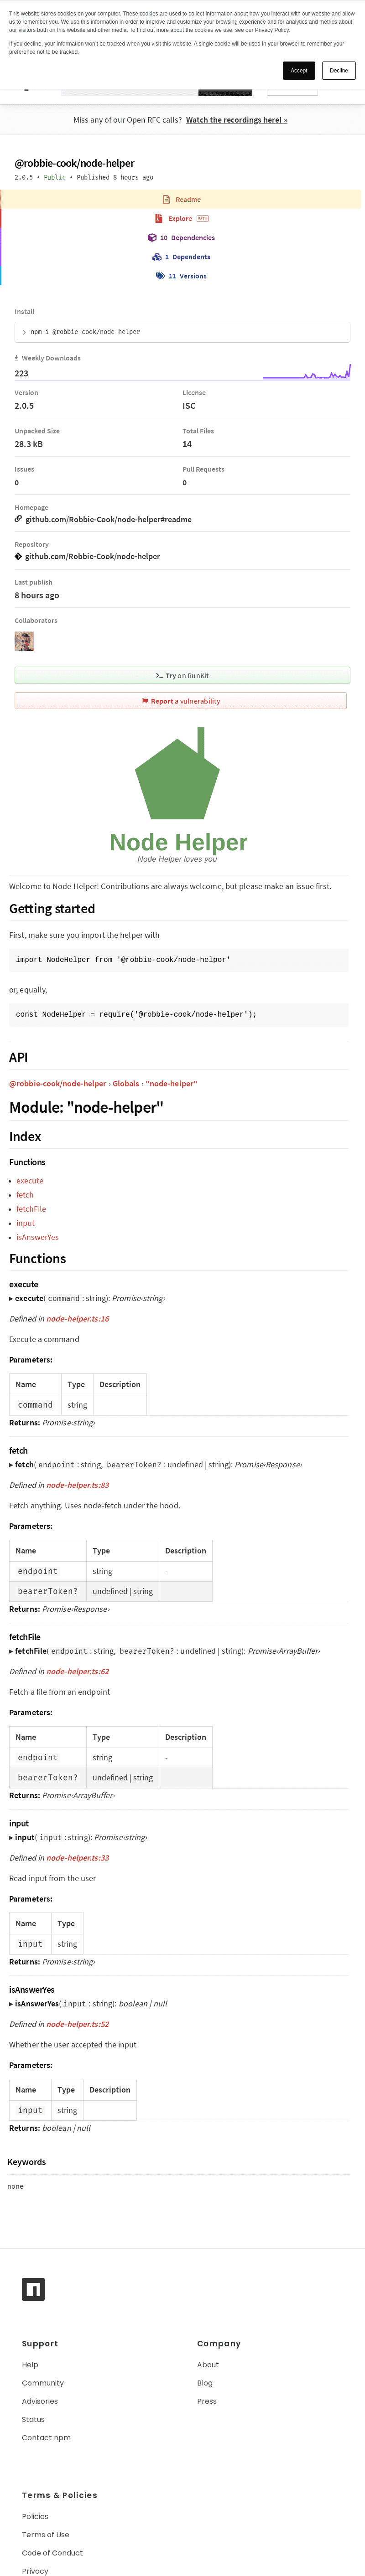 This website stores cookies on your computer. These cookies are used to collect information about how you interact with our website and allow
us to remember you. We use this information in order to improve and customize your browsing experience and for analytics and metrics about
our visitors both on this website and other media. To find out more about the cookies we use, see our Privacy Policy.
If you decline, your information won't be tracked when you visit this website. A single cookie will be used in your browser to remember your
preference not to be tracked.
Accept
Decline
Miss any of our Open RFC calls? Watch the recordings here! »
@robbie-cook/node-helper
2.0.5 • Public • Published 8 hours ago
Readme
Explore BETA
10 Dependencies
1 Dependents
11 Versions
Install
npm i @robbie-cook/node-helper
Weekly Downloads
223
Version
License
2.0.5
ISC
Unpacked Size
Total Files
28.3 kB
14
Issues
Pull Requests
0
0
Homepage
github.com/Robbie-Cook/node-helper#readme
Repository
github.com/Robbie-Cook/node-helper
Last publish
8 hours ago
Collaborators
Try on RunKit
Report a vulnerability
Node Helper
Node Helper loves you
Welcome to Node Helper! Contributions are always welcome, but please make an issue first.
Getting started
First, make sure you import the helper with
import NodeHelper from '@robbie-cook/node-helper'
or, equally,
const NodeHelper = require('@robbie-cook/node-helper');
API
@robbie-cook/node-helper › Globals › "node-helper"
Module: "node-helper"
Index
Functions
• execute
• fetch
• fetchFile
• input
• isAnswerYes
Functions
execute
▸ execute( command : string): Promise‹string›
Defined in node-helper.ts:16
Execute a command
Parameters:
Name Type Description
command string
Returns: Promise‹string›
fetch
▸ fetch( endpoint : string, bearerToken? : undefined | string): Promise‹Response›
Defined in node-helper.ts:83
Fetch anything. Uses node-fetch under the hood.
Parameters:
Name Type Description
endpoint string -
bearerToken? undefined | string
Returns: Promise‹Response›
fetchFile
▸ fetchFile( endpoint : string, bearerToken? : undefined | string): Promise‹ArrayBuffer›
Defined in node-helper.ts:62
Fetch a file from an endpoint
Parameters:
Name Type Description
endpoint string -
bearerToken? undefined | string
Returns: Promise‹ArrayBuffer›
input
▸ input( input : string): Promise‹string›
Defined in node-helper.ts:33
Read input from the user
Parameters:
Name Type
input string
Returns: Promise‹string›
isAnswerYes
▸ isAnswerYes( input : string): boolean | null
Defined in node-helper.ts:52
Whether the user accepted the input
Parameters:
Name Type Description
input string
Returns: boolean | null
Keywords
none
Support
Help
Community
Advisories
Status
Contact npm
Company
About
Blog
Press
Terms & Policies
Policies
Terms of Use
Code of Conduct
Privacy